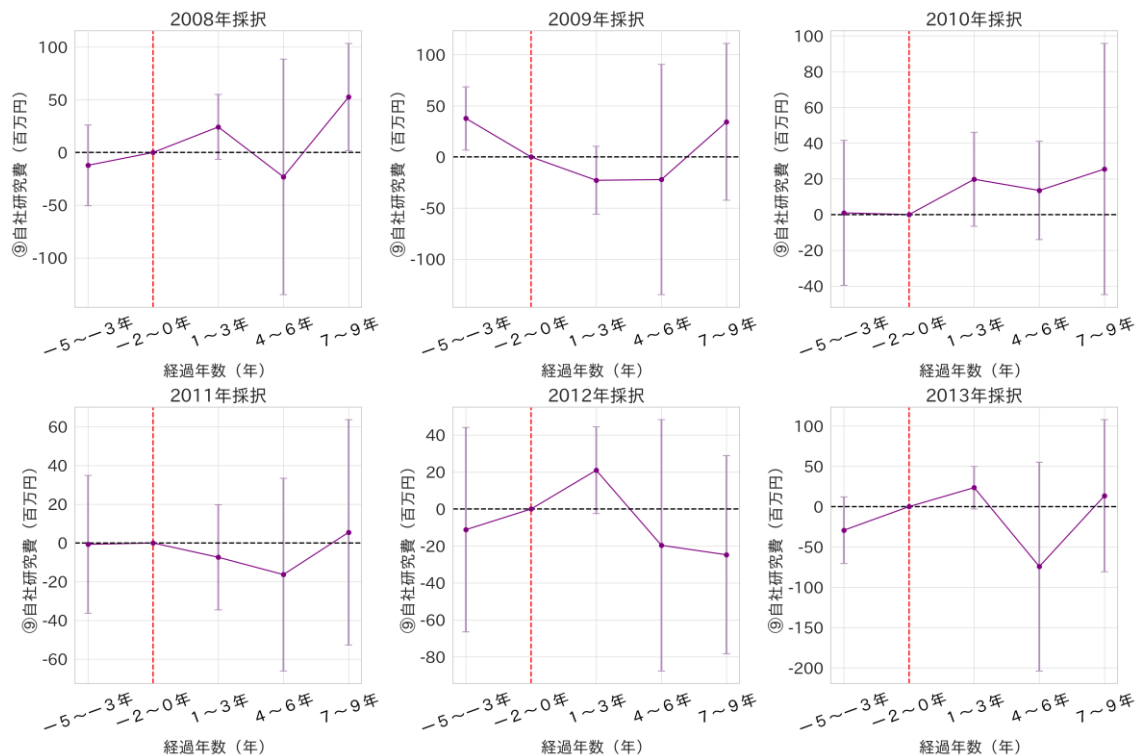 2008年採択
⑨自社研究費（百万円）
100
50
0
-50
-100
－5～－3年
－2～0年
1～3年
4～6年
7～9年
経過年数（年）
2009年採択
⑨自社研究費（百万円）
100
50
0
-50
-100
－5～－3年
－2～0年
1～3年
4～6年
7～9年
経過年数（年）
2010年採択
⑨自社研究費（百万円）
100
80
60
40
20
0
-20
-40
－5～－3年
－2～0年
1～3年
4～6年
7～9年
経過年数（年）
2011年採択
⑨自社研究費（百万円）
60
40
20
0
-20
-40
-60
－5～－3年
－2～0年
1～3年
4～6年
7～9年
経過年数（年）
2012年採択
⑨自社研究費（百万円）
40
20
0
-20
-40
-60
-80
－5～－3年
－2～0年
1～3年
4～6年
7～9年
経過年数（年）
2013年採択
⑨自社研究費（百万円）
100
50
0
-50
-100
-150
-200
－5～－3年
－2～0年
1～3年
4～6年
7～9年
経過年数（年）